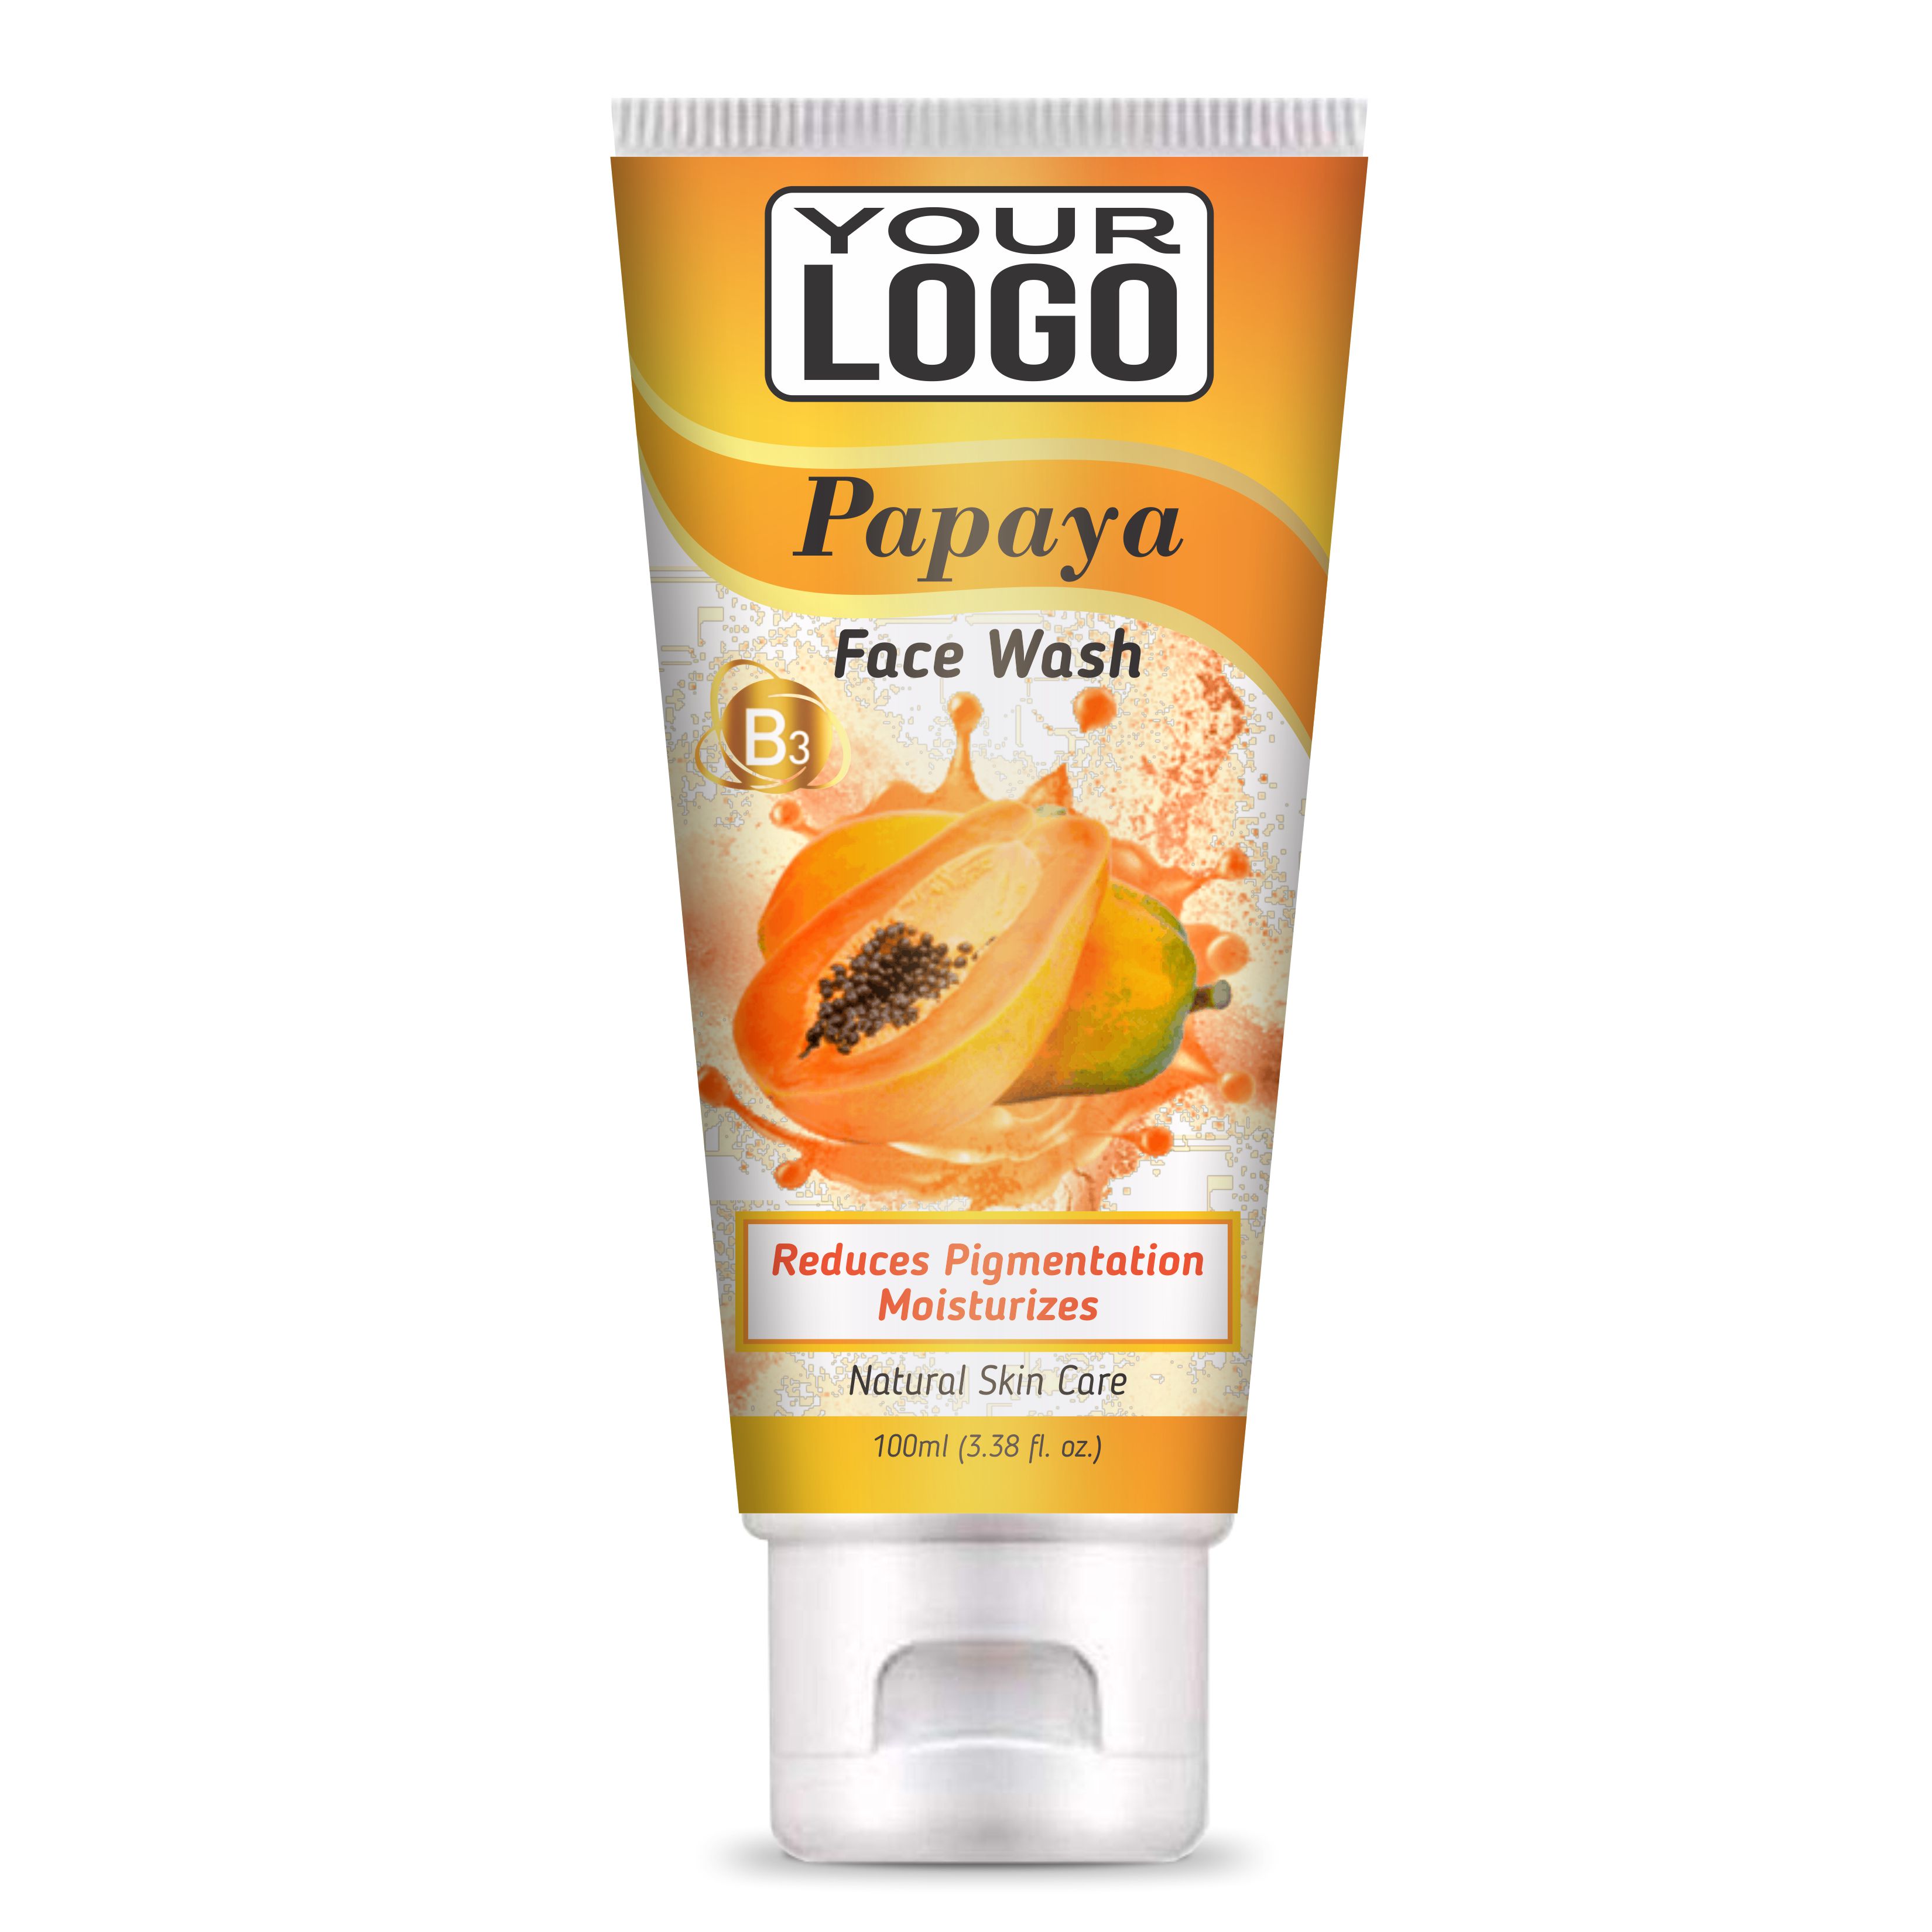 YOUR
LOGO
Papaya
Face Wash
B3
Reduces Pigmentation
Moisturizes
Natural Skin Care
100ml (3.38 fl. oz.)